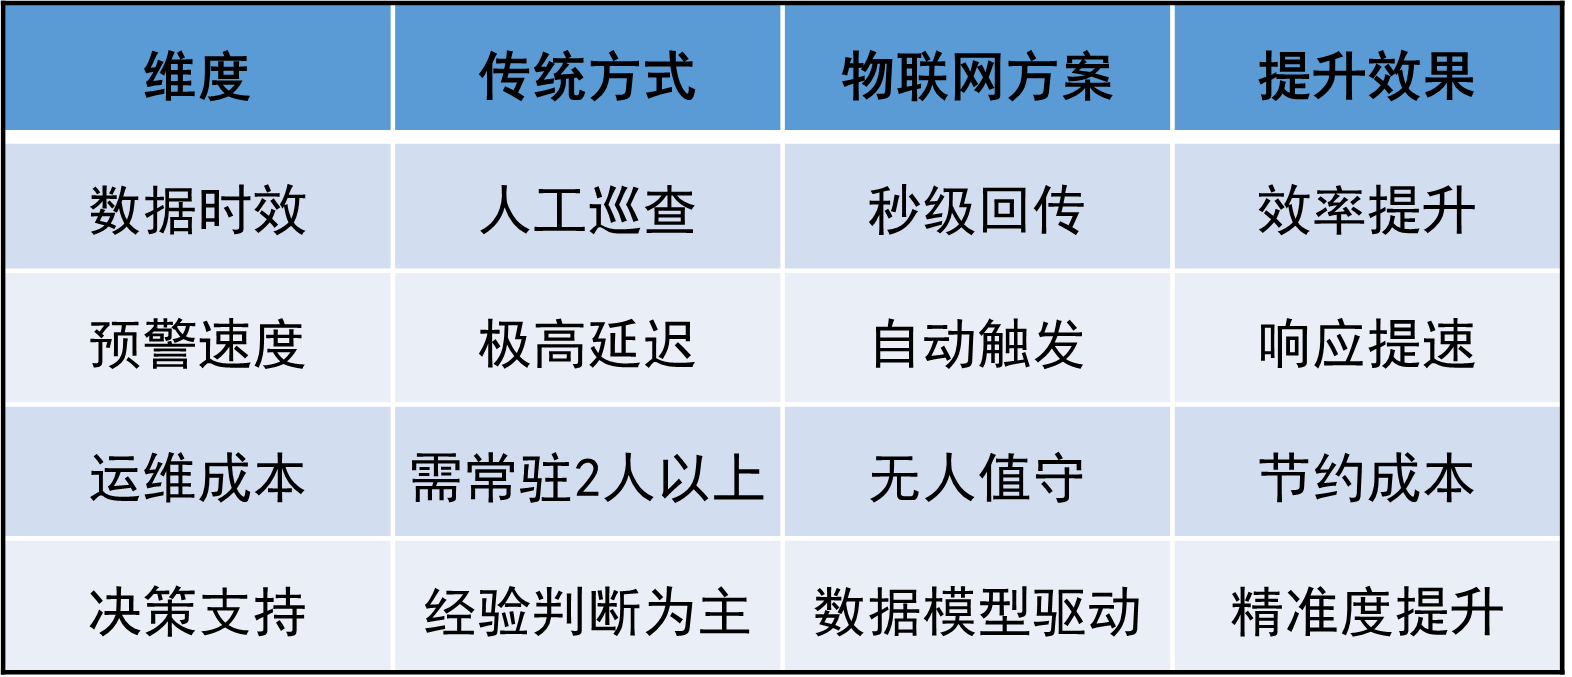 维度 传统方式 物联网方案 提升效果
数据时效 人工巡查 秒级回传 效率提升
预警速度 极高延迟 自动触发 响应提速
运维成本 需常驻2人以上 无人值守 节约成本
决策支持 经验判断为主 数据模型驱动 精准度提升